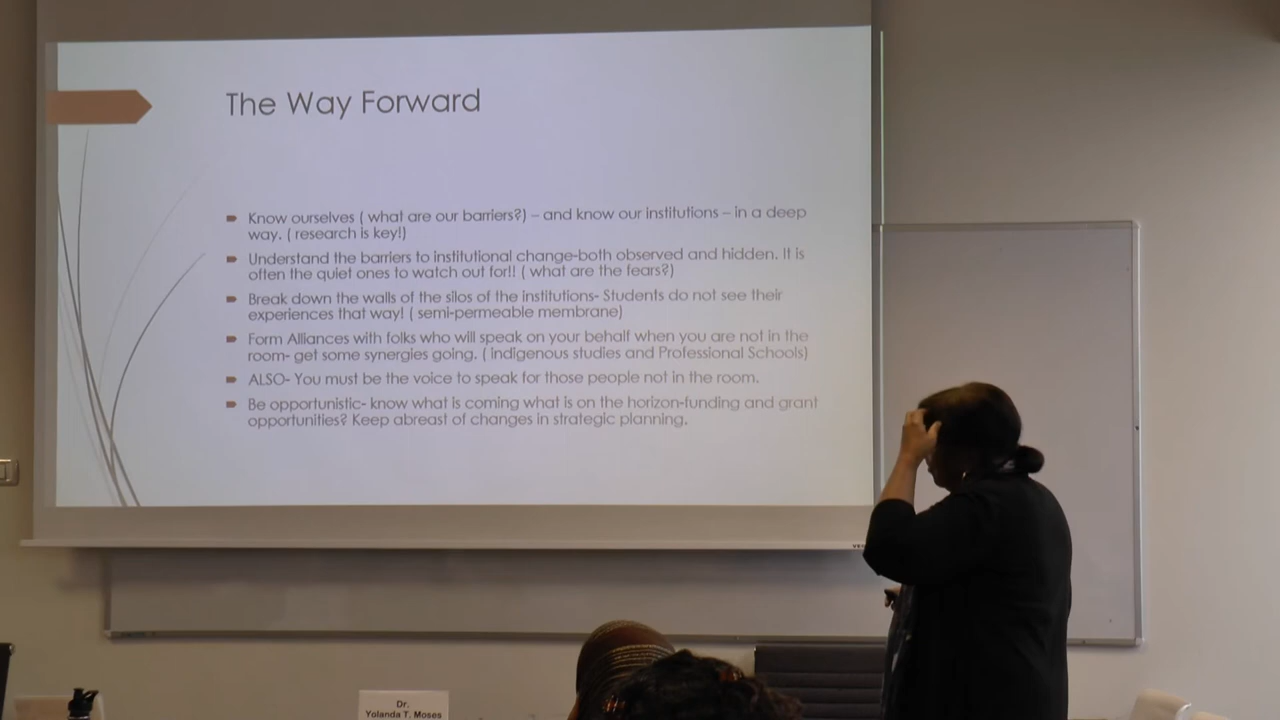 The Way Forward
Know ourselves ( what are our barriers?) – and know our institutions – in a deep
way. ( research is key!)
Understand the barriers to institutional change-both observed and hidden. It is
often the quiet ones to watch out for!! ( what are the fears?)
Break down the walls of the silos of the institutions- Students do not see their
experiences that way! ( semi-permeable membrane)
Form Alliances with folks who will speak on your behalf when you are not in the
room- get some synergies going. ( indigenous studies and Professional Schools)
ALSO- You must be the voice to speak for those people not in the room.
Be opportunistic- know what is coming what is on the horizon-funding and grant
opportunities? Keep abreast of changes in strategic planning.
Dr.
Yolanda T. Moses